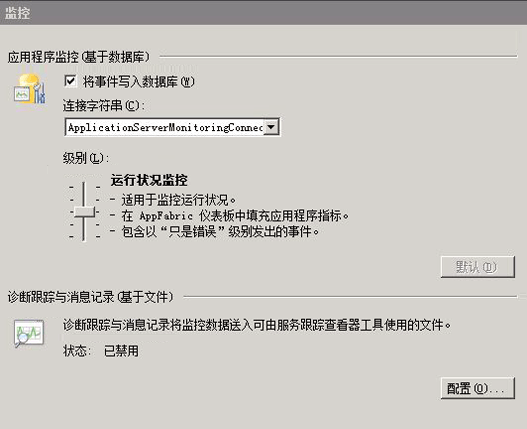 监控
应用程序监控(基于数据库)
将事件写入数据库(W)
连接字符串(C):
ApplicationServerMonitoringConnec
级别(L):
运行状况监控
- 适用于监控运行状况。
- 在 AppFabric 仪表板中填充应用程序指标。
- 包含以“只是错误”级别发出的事件。
默认(D)
诊断跟踪与消息记录(基于文件)
诊断跟踪与消息记录将监控数据送入可由服务跟踪查看器工具使用的文件。
状态: 已禁用
配置(O)...